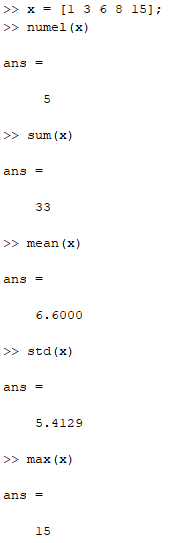 >> x = [1 3 6 8 15];
>> numel(x)
ans =
5
>> sum(x)
ans =
33
>> mean(x)
ans =
6.6000
>> std(x)
ans =
5.4129
>> max(x)
ans =
15